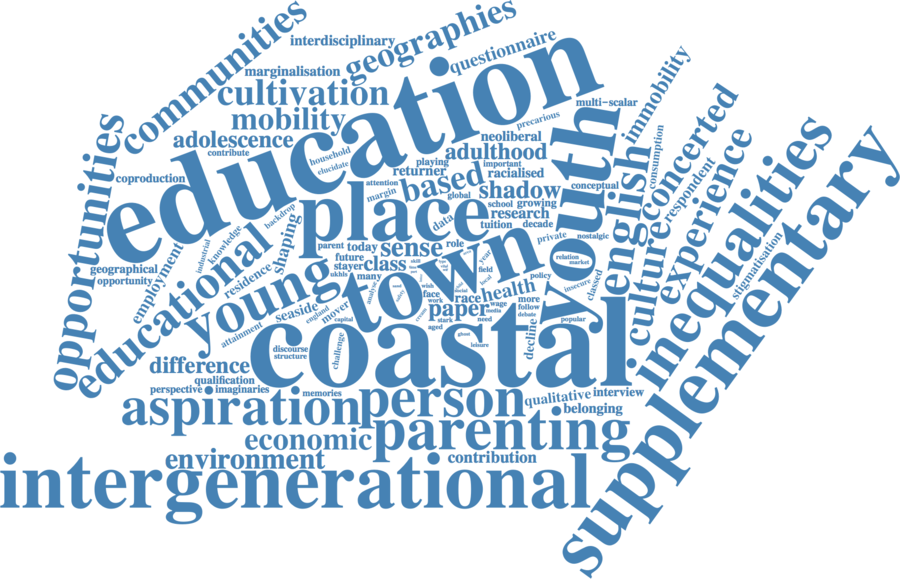 communities
interdisciplinary
geographies
questionnaire
marginalisation
cultivation
mobility
adolescence
contribute
education
multi-scalar
immobility
precarious
neoliberal
adulthood
household
elucidate
playing
important
returner
racialised
coproduction
opportunities
attention
margin
based
global
shadow
conceptual
youth
english
consumption
concerted
respondent
experience
culture
inequalities
supplementary
stigmatisation
place
school
growing
research
data
tuition
decade
backdrop
shaping
knowledge
industrial
educational
employment
geographical
opportunity
residence
parent
today
sense
role
private
nostalgic
future
stayer
class
skill
relation
market
ukhls
many
young
town
year
field
policy
insecure
classed
local
analyse
wish
face
work
race
health
seaside
england
mover
capital
attainment
paper
wage
media
more
follow
debate
stark
need
aged
popular
decline
coastal
ghost
leisure
discourse
structure
challenge
difference
qualification
perspective
imaginaries
memories
aspiration
person
qualitative
interview
belonging
economic
parenting
environment
contribution
intergenerational